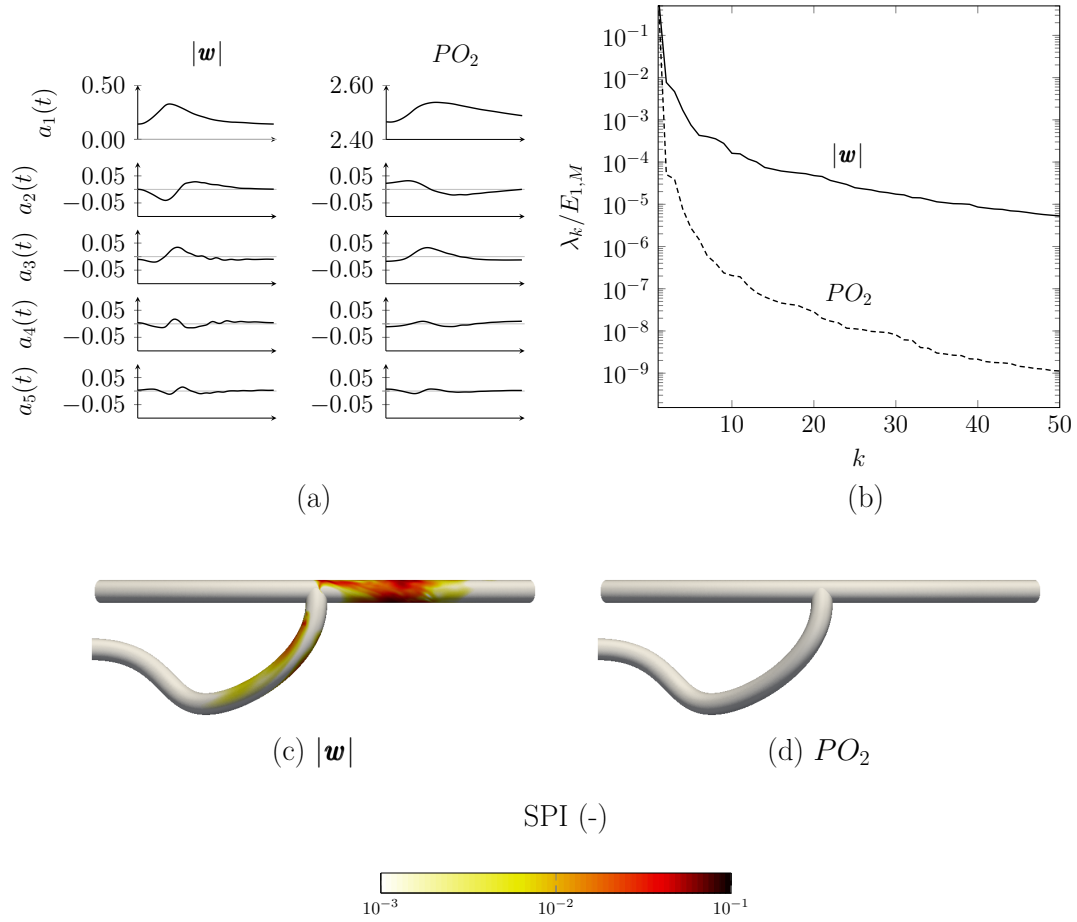 |w|
PO₂
a₁(t)
0.50
0.00
2.60
2.40
a₂(t)
0.05
−0.05
0.05
−0.05
a₃(t)
0.05
−0.05
0.05
−0.05
a₄(t)
0.05
−0.05
0.05
−0.05
a₅(t)
0.05
−0.05
0.05
−0.05
(a)
λₖ/E₁,M
10⁻¹
10⁻²
10⁻³
10⁻⁴
10⁻⁵
10⁻⁶
10⁻⁷
10⁻⁸
10⁻⁹
|w|
PO₂
10 20 30 40 50
k
(b)
(c) |w|
(d) PO₂
SPI (-)
10⁻³ 10⁻² 10⁻¹